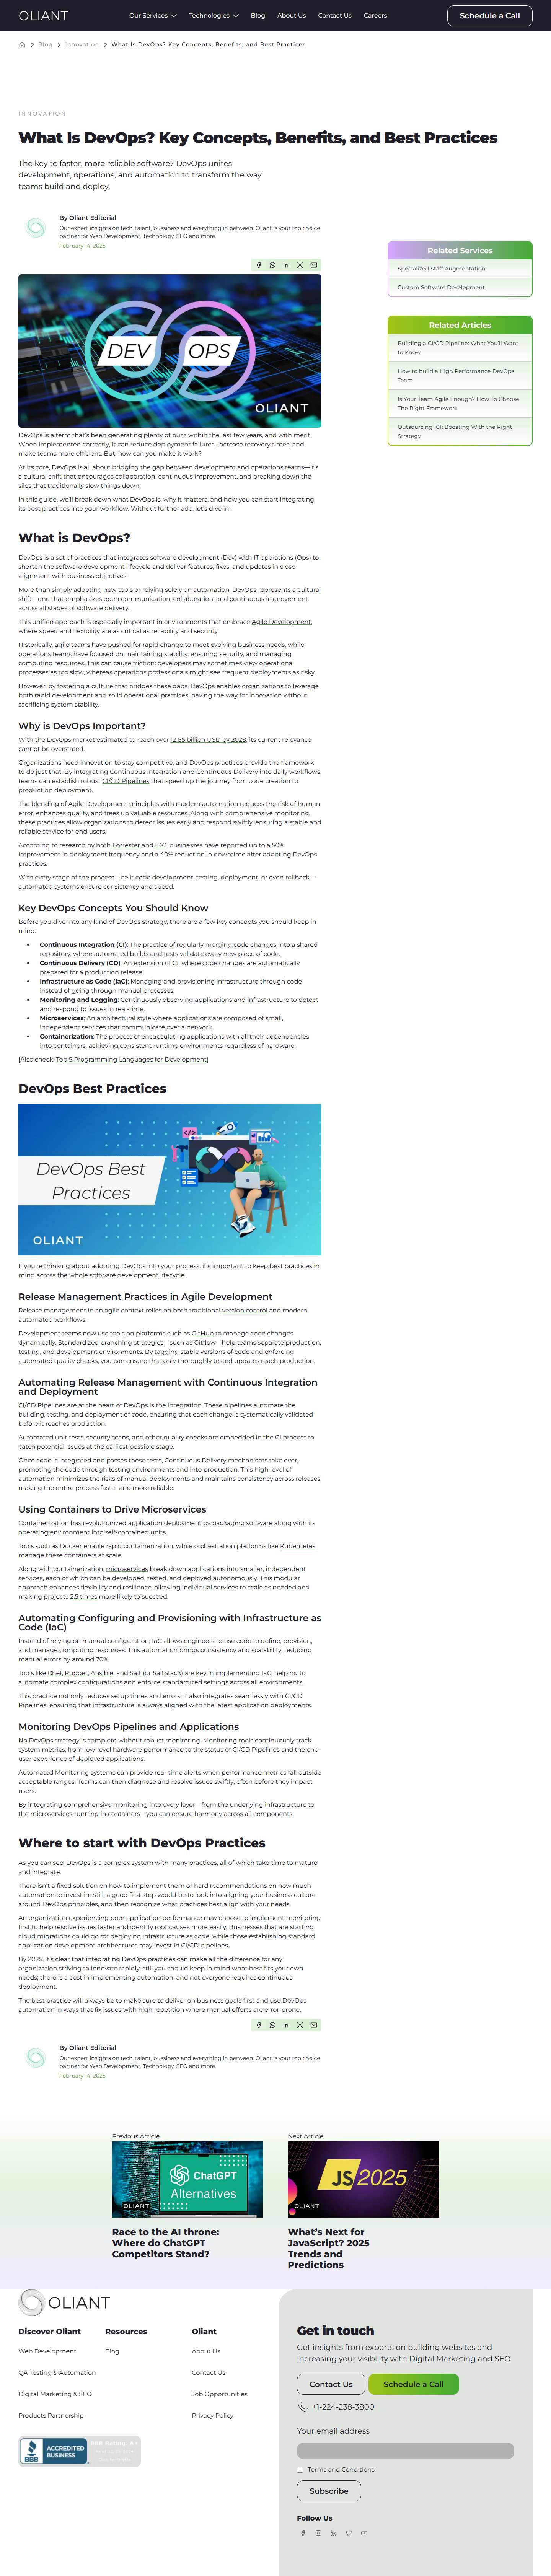 OLIANT
Our Services
Technologies
Blog
About Us
Contact Us
Careers
Schedule a Call
Blog
Innovation
What Is DevOps? Key Concepts, Benefits, and Best Practices
INNOVATION
What Is DevOps? Key Concepts, Benefits, and Best Practices
The key to faster, more reliable software? DevOps unites
development, operations, and automation to transform the way
teams build and deploy.
By Oliant Editorial
Our expert insights on tech, talent, bussiness and everything in between. Oliant is your top choice
partner for Web Development, Technology, SEO and more.
February 14, 2025
DEV
OPS
OLIANT
Related Services
Specialized Staff Augmentation
Custom Software Development
Related Articles
Building a CI/CD Pipeline: What You'll Want
to Know
How to build a High Performance DevOps
Team
Is Your Team Agile Enough? How To Choose
The Right Framework
Outsourcing 101: Boosting With the Right
Strategy
DevOps is a term that's been generating plenty of buzz within the last few years, and with merit.
When implemented correctly, it can reduce deployment failures, increase recovery times, and
make teams more efficient. But, how can you make it work?
At its core, DevOps is all about bridging the gap between development and operations teams—it's
a cultural shift that encourages collaboration, continuous improvement, and breaking down the
silos that traditionally slow things down.
In this guide, we'll break down what DevOps is, why it matters, and how you can start integrating
its best practices into your workflow. Without further ado, let's dive in!
What is DevOps?
DevOps is a set of practices that integrates software development (Dev) with IT operations (Ops) to
shorten the software development lifecycle and deliver features, fixes, and updates in close
alignment with business objectives.
More than simply adopting new tools or relying solely on automation, DevOps represents a cultural
shift—one that emphasizes open communication, collaboration, and continuous improvement
across all stages of software delivery.
This unified approach is especially important in environments that embrace Agile Development,
where speed and flexibility are as critical as reliability and security.
Historically, agile teams have pushed for rapid change to meet evolving business needs, while
operations teams have focused on maintaining stability, ensuring security, and managing
computing resources. This can cause friction: developers may sometimes view operational
processes as too slow, whereas operations professionals might see frequent deployments as risky.
However, by fostering a culture that bridges these gaps, DevOps enables organizations to leverage
both rapid development and solid operational practices, paving the way for innovation without
sacrificing system stability.
Why is DevOps Important?
With the DevOps market estimated to reach over 12.85 billion USD by 2028, its current relevance
cannot be overstated.
Organizations need innovation to stay competitive, and DevOps practices provide the framework
to do just that. By integrating Continuous Integration and Continuous Delivery into daily workflows,
teams can establish robust CI/CD Pipelines that speed up the journey from code creation to
production deployment.
The blending of Agile Development principles with modern automation reduces the risk of human
error, enhances quality, and frees up valuable resources. Along with comprehensive monitoring,
these practices allow organizations to detect issues early and respond swiftly, ensuring a stable and
reliable service for end users.
According to research by both Forrester and IDC, businesses have reported up to a 50%
improvement in deployment frequency and a 40% reduction in downtime after adopting DevOps
practices.
With every stage of the process—be it code development, testing, deployment, or even rollback—
automated systems ensure consistency and speed.
Key DevOps Concepts You Should Know
Before you dive into any kind of DevOps strategy, there are a few key concepts you should keep in
mind:
• Continuous Integration (CI): The practice of regularly merging code changes into a shared
repository, where automated builds and tests validate every new piece of code.
• Continuous Delivery (CD): An extension of CI, where code changes are automatically
prepared for a production release.
• Infrastructure as Code (IaC): Managing and provisioning Infrastructure through code
instead of going through manual processes.
• Monitoring and Logging: Continuously observing applications and infrastructure to detect
and respond to issues in real-time.
• Microservices: An architectural style where applications are composed of small,
independent services that communicate over a network.
• Containerization: The process of encapsulating applications with all their dependencies
into containers, achieving consistent runtime environments regardless of hardware.
[Also check: Top 5 Programming Languages for Development]
DevOps Best Practices
DevOps Best
Practices
OLIANT
If you're thinking about adopting DevOps into your process, it's important to keep best practices in
mind across the whole software development lifecycle.
Release Management Practices in Agile Development
Release management in an agile context relies on both traditional version control and modern
automated workflows.
Development teams now use tools on platforms such as GitHub to manage code changes
dynamically. Standardized branching strategies—such as Gitflow—help teams separate production,
testing, and development environments. By tagging stable versions of code and enforcing
automated quality checks, you can ensure that only thoroughly tested updates reach production.
Automating Release Management with Continuous Integration
and Deployment
CI/CD Pipelines are at the heart of DevOps is the integration. These pipelines automate the
building, testing, and deployment of code, ensuring that each change is systematically validated
before it reaches production.
Automated unit tests, security scans, and other quality checks are embedded in the CI process to
catch potential issues at the earliest possible stage.
Once code is integrated and passes these tests, Continuous Delivery mechanisms take over,
promoting the code through testing environments and into production. This high level of
automation minimizes the risks of manual deployments and maintains consistency across releases,
making the entire process faster and more reliable.
Using Containers to Drive Microservices
Containerization has revolutionized application deployment by packaging software along with its
operating environment into self-contained units.
Tools such as Docker enable rapid containerization, while orchestration platforms like Kubernetes
manage these containers at scale.
Along with containerization, microservices break down applications into smaller, independent
services, each of which can be developed, tested, and deployed autonomously. This modular
approach enhances flexibility and resilience, allowing individual services to scale as needed and
making projects 2.5 times more likely to succeed.
Automating Configuring and Provisioning with Infrastructure as
Code (IaC)
Instead of relying on manual configuration, IaC allows engineers to use code to define, provision,
and manage computing resources. This automation brings consistency and scalability, reducing
manual errors by around 70%.
Tools like Chef, Puppet, Ansible, and Salt (or SaltStack) are key in implementing IaC, helping to
automate complex configurations and enforce standardized settings across all environments.
This practice not only reduces setup times and errors, it also integrates seamlessly with CI/CD
Pipelines, ensuring that infrastructure is always aligned with the latest application deployments.
Monitoring DevOps Pipelines and Applications
No DevOps strategy is complete without robust monitoring. Monitoring tools continuously track
system metrics, from low-level hardware performance to the status of CI/CD Pipelines and the end-
user experience of deployed applications.
Automated Monitoring systems can provide real-time alerts when performance metrics fall outside
acceptable ranges. Teams can then diagnose and resolve issues swiftly, often before they impact
users.
By integrating comprehensive monitoring into every layer—from the underlying infrastructure to
the microservices running in containers—you can ensure harmony across all components.
Where to start with DevOps Practices
As you can see, DevOps is a complex system with many practices, all of which take time to mature
and integrate.
There isn't a fixed solution on how to implement them or hard recommendations on how much
automation to invest in. Still, a good first step would be to look into aligning your business culture
around DevOps principles, and then recognize what practices best align with your needs.
An organization experiencing poor application performance may choose to implement monitoring
first to help resolve issues faster and identify root causes more easily. Businesses that are starting
cloud migrations could go for deploying infrastructure as code, while those establishing standard
application development architectures may invest in CI/CD pipelines.
By 2025, it's clear that integrating DevOps practices can make all the difference for any
organization striving to innovate rapidly, still you should keep in mind what best fits your own
needs; there is a cost in implementing automation, and not everyone requires continuous
deployment.
The best practice will always be to make sure to deliver on business goals first and use DevOps
automation in ways that fix issues with high repetition where manual efforts are error-prone.
By Oliant Editorial
Our expert insights on tech, talent, bussiness and everything in between. Oliant is your top choice
partner for Web Development, Technology, SEO and more.
February 14, 2025
Previous Article
ChatGPT
Alternatives
OLIANT
Race to the AI throne:
Where do ChatGPT
Competitors Stand?
Next Article
JS 2025
OLIANT
What's Next for
JavaScript? 2025
Trends and
Predictions
OLIANT
Discover Oliant
Web Development
QA Testing & Automation
Digital Marketing & SEO
Products Partnership
Resources
Blog
Oliant
About Us
Contact Us
Job Opportunities
Privacy Policy
BBB
ACCREDITED
BUSINESS
BBB Rating: A+
Get in touch
Get insights from experts on building websites and
increasing your visibility with Digital Marketing and SEO
Contact Us
Schedule a Call
+1-224-238-3800
Your email address
Terms and Conditions
Subscribe
Follow Us